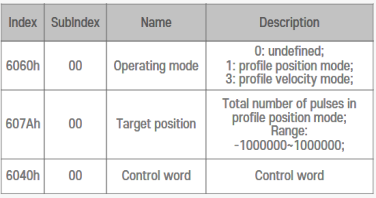 Index SubIndex Name Description
6060h 00 Operating mode 0: undefined;
1: profile position mode;
3: profile velocity mode;
607Ah 00 Target position Total number of pulses in
profile position mode;
Range:
-1000000~1000000;
6040h 00 Control word Control word